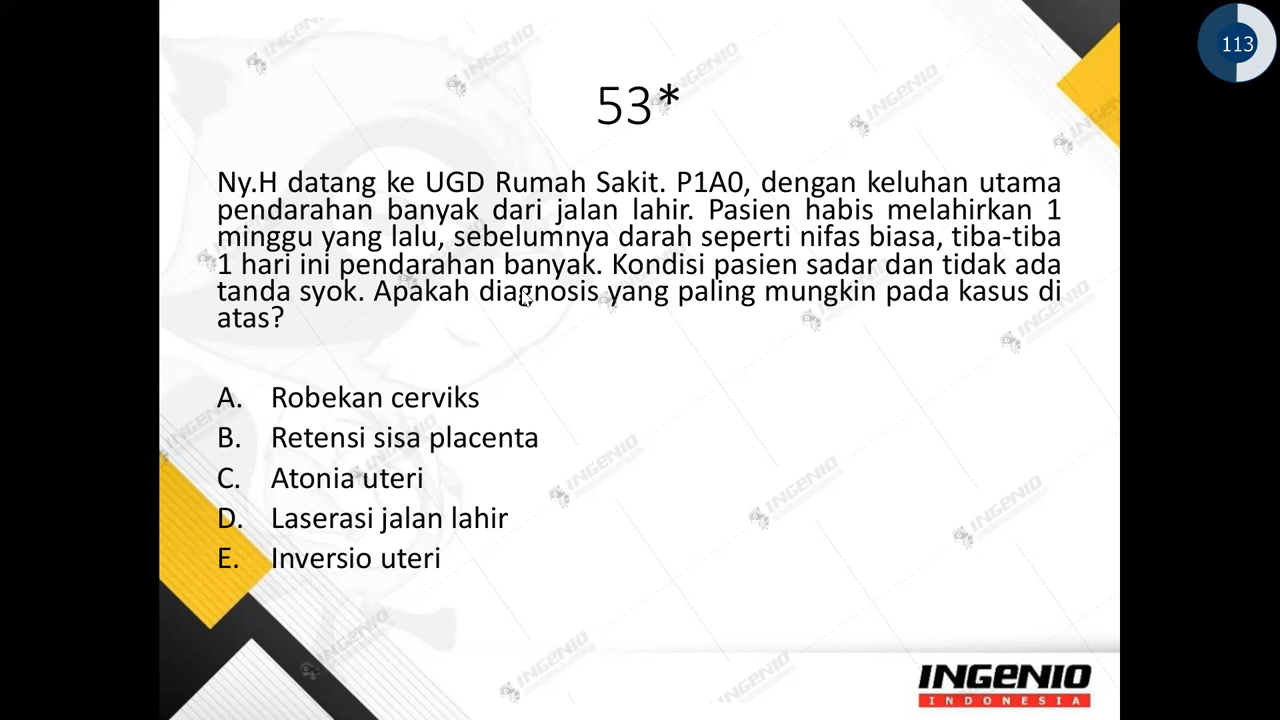 113
53*
Ny.H datang ke UGD Rumah Sakit. P1A0, dengan keluhan utama
pendarahan banyak dari jalan lahir. Pasien habis melahirkan 1
minggu yang lalu, sebelumnya darah seperti nifas biasa, tiba-tiba
1 hari ini pendarahan banyak. Kondisi pasien sadar dan tidak ada
tanda syok. Apakah diagnosis yang paling mungkin pada kasus di
atas?
A. Robekan cerviks
B. Retensi sisa placenta
C. Atonia uteri
D. Laserasi jalan lahir
E. Inversio uteri
INGENIO
INDONESIA